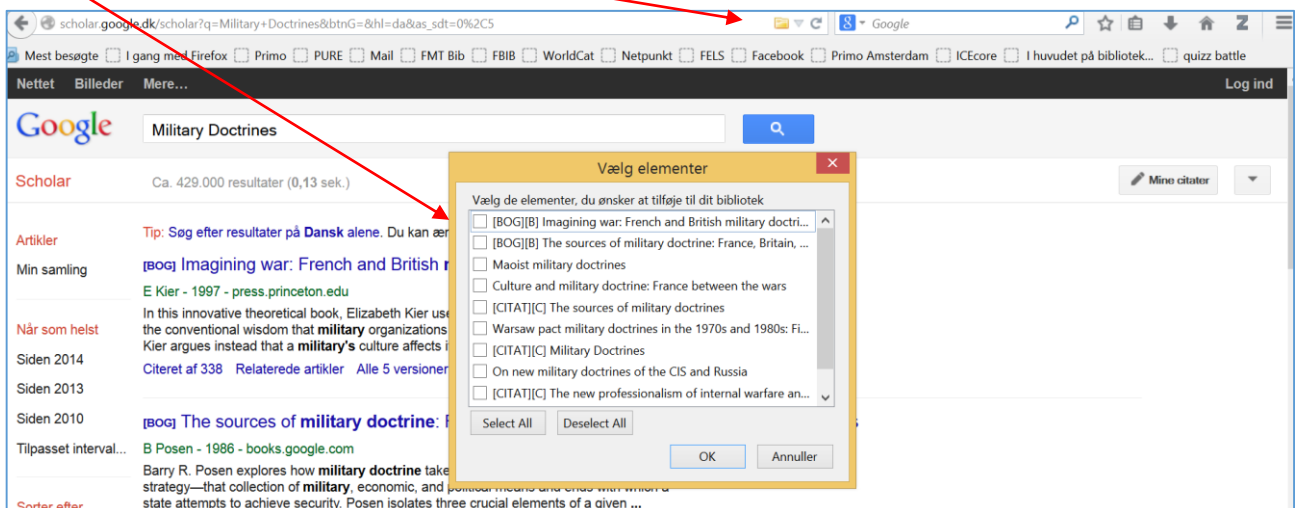 scholar.google.dk/scholar?q=Military+Doctrines&btnG=&hl=da&as_sdt=0%2C5
8 - Google
Z
Mest besøgte I gang med Firefox Primo PURE Mail FMT Bib FBIB WorldCat Netpunkt FELS Facebook Primo Amsterdam ICEcore I huvudet på bibliotek... quizz battle
Nettet Billeder Mere... Log ind
Google Military Doctrines
Scholar Ca. 429.000 resultater (0,13 sek.) Mine citater
Artikler
Min samling
Når som helst
Siden 2014
Siden 2013
Siden 2010
Tilpasset interval...
Sorter efter
Tip: Søg efter resultater på Dansk alene. Du kan æn
[BOG] Imagining war: French and British
E Kier - 1997 - press.princeton.edu
In this innovative theoretical book, Elizabeth Kier use
the conventional wisdom that military organizations
Kier argues instead that a military's culture affects
Citeret af 338 Relaterede artikler Alle 5 versioner
[BOG] The sources of military doctrine:
B Posen - 1986 - books.google.com
Barry R. Posen explores how military doctrine take
strategy—that collection of military, economic, and political means and ends with which a
state attempts to achieve security. Posen isolates three crucial elements of a given ...
Vælg elementer
Vælg de elementer, du ønsker at tilføje til dit bibliotek
[BOG][B] Imagining war: French and British military doctri...
[BOG][B] The sources of military doctrine: France, Britain, ...
Maoist military doctrines
Culture and military doctrine: France between the wars
[CITAT][C] The sources of military doctrines
Warsaw pact military doctrines in the 1970s and 1980s: Fi...
[CITAT][C] Military Doctrines
On new military doctrines of the CIS and Russia
[CITAT][C] The new professionalism of internal warfare an...
Select All Deselect All
OK Annuller